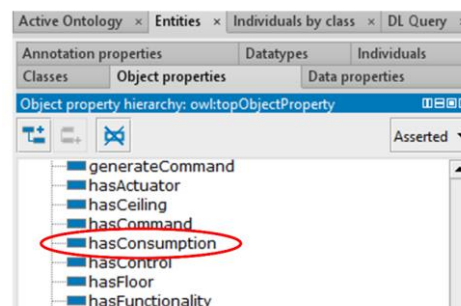 Active Ontology × Entities × Individuals by class × DL Query ×
Annotation properties Datatypes Individuals
Classes Object properties Data properties
Object property hierarchy: owl:topObjectProperty
Asserted
generateCommand
hasActuator
hasCeiling
hasCommand
hasConsumption
hasControl
hasFloor
hasFunctionality